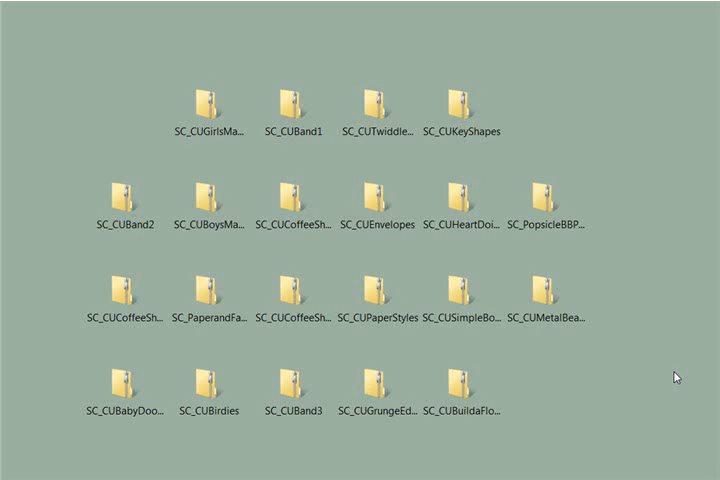 SC_CUGirlsMa...
SC_CUBand1
SC_CUTwiddle...
SC_CUKeyShapes
SC_CUBand2
SC_CUBoysMa...
SC_CUCoffeeSh...
SC_CUEnvelopes
SC_CUHeartDoi...
SC_PopsicleBBP...
SC_CUCoffeeSh...
SC_PaperandFa...
SC_CUCoffeeSh...
SC_CUPaperStyles
SC_CUSimpleBo...
SC_CUMetalBea...
SC_CUBabyDoo...
SC_CUBirdies
SC_CUBand3
SC_CUGrungeEd...
SC_CUBuildaFlo...